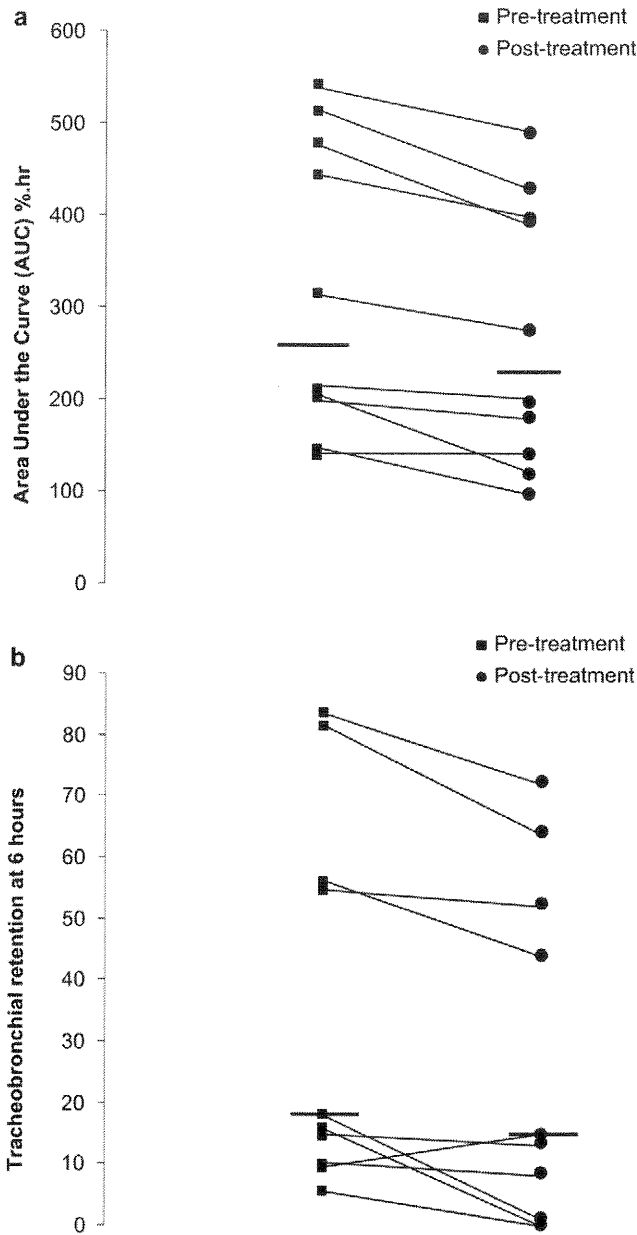 a
■ Pre-treatment
● Post-treatment
600
500
400
300
200
100
0
Area Under the Curve (AUC) %.hr
b
■ Pre-treatment
● Post-treatment
90
80
70
60
50
40
30
20
10
0
Tracheobronchial retention at 6 hours